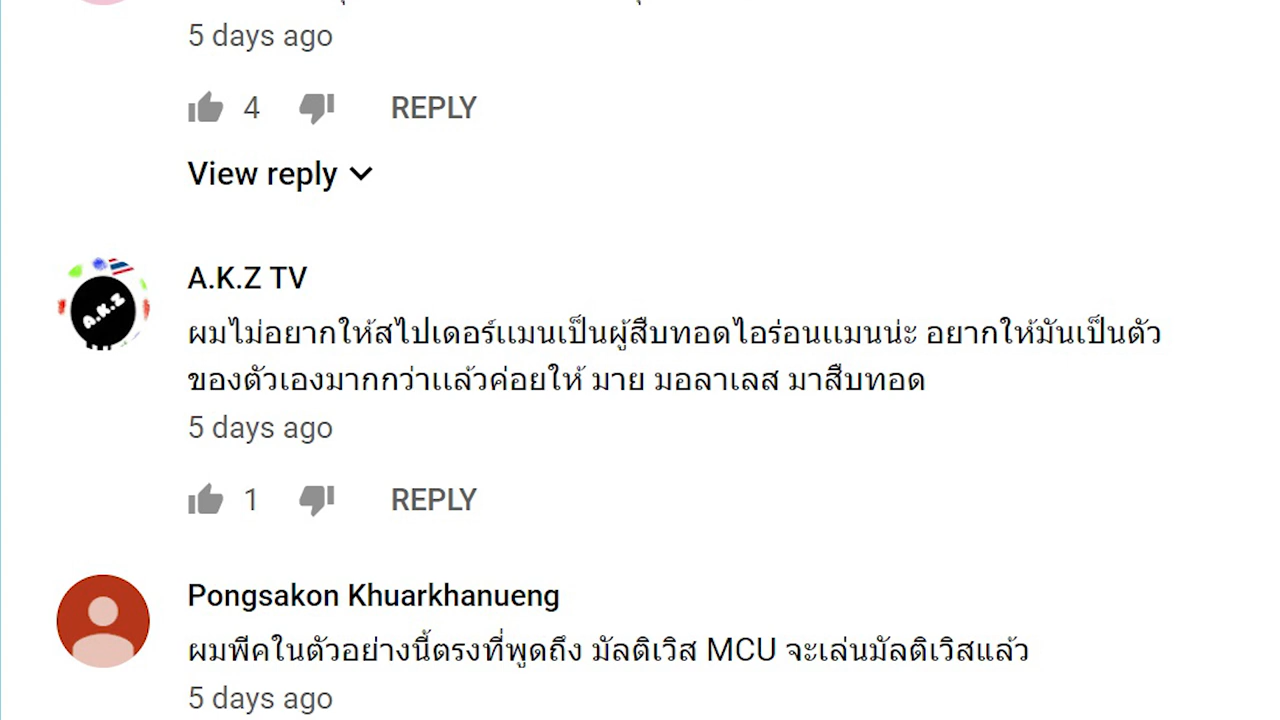 5 days ago
4 REPLY
View reply
A.K.Z TV
A.K.Z
ผมไม่อยากให้สไปเดอร์แมนเป็นผู้สืบทอดไอร่อนแมนน่ะ อยากให้มันเป็นตัว
ของตัวเองมากกว่าแล้วค่อยให้ มาย มอลาเลส มาสืบทอด
5 days ago
1 REPLY
Pongsakon Khuarkhanueng
ผมพีคในตัวอย่างนี้ตรงที่พูดถึง มัลติเวิส MCU จะเล่นมัลติเวิสแล้ว
5 days ago